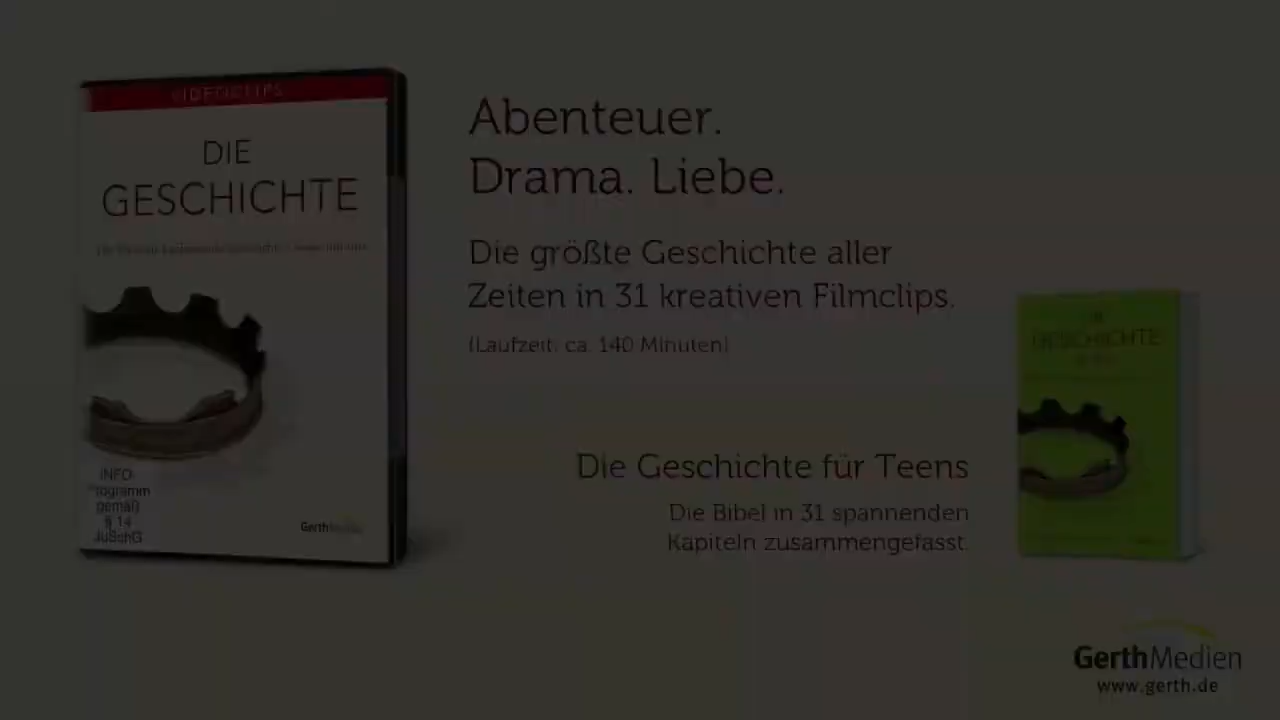 VIDEOCLIPS
DIE
GESCHICHTE
INFO-
Programm
gemäß
§ 14
JuSchG
GerthMedien
Abenteuer.
Drama. Liebe.
Die größte Geschichte aller
Zeiten in 31 kreativen Filmclips.
(Laufzeit: ca. 140 Minuten)
Die Geschichte für Teens
Die Bibel in 31 spannenden
Kapiteln zusammengefasst.
GESCHICHTE
GerthMedien
www.gerth.de